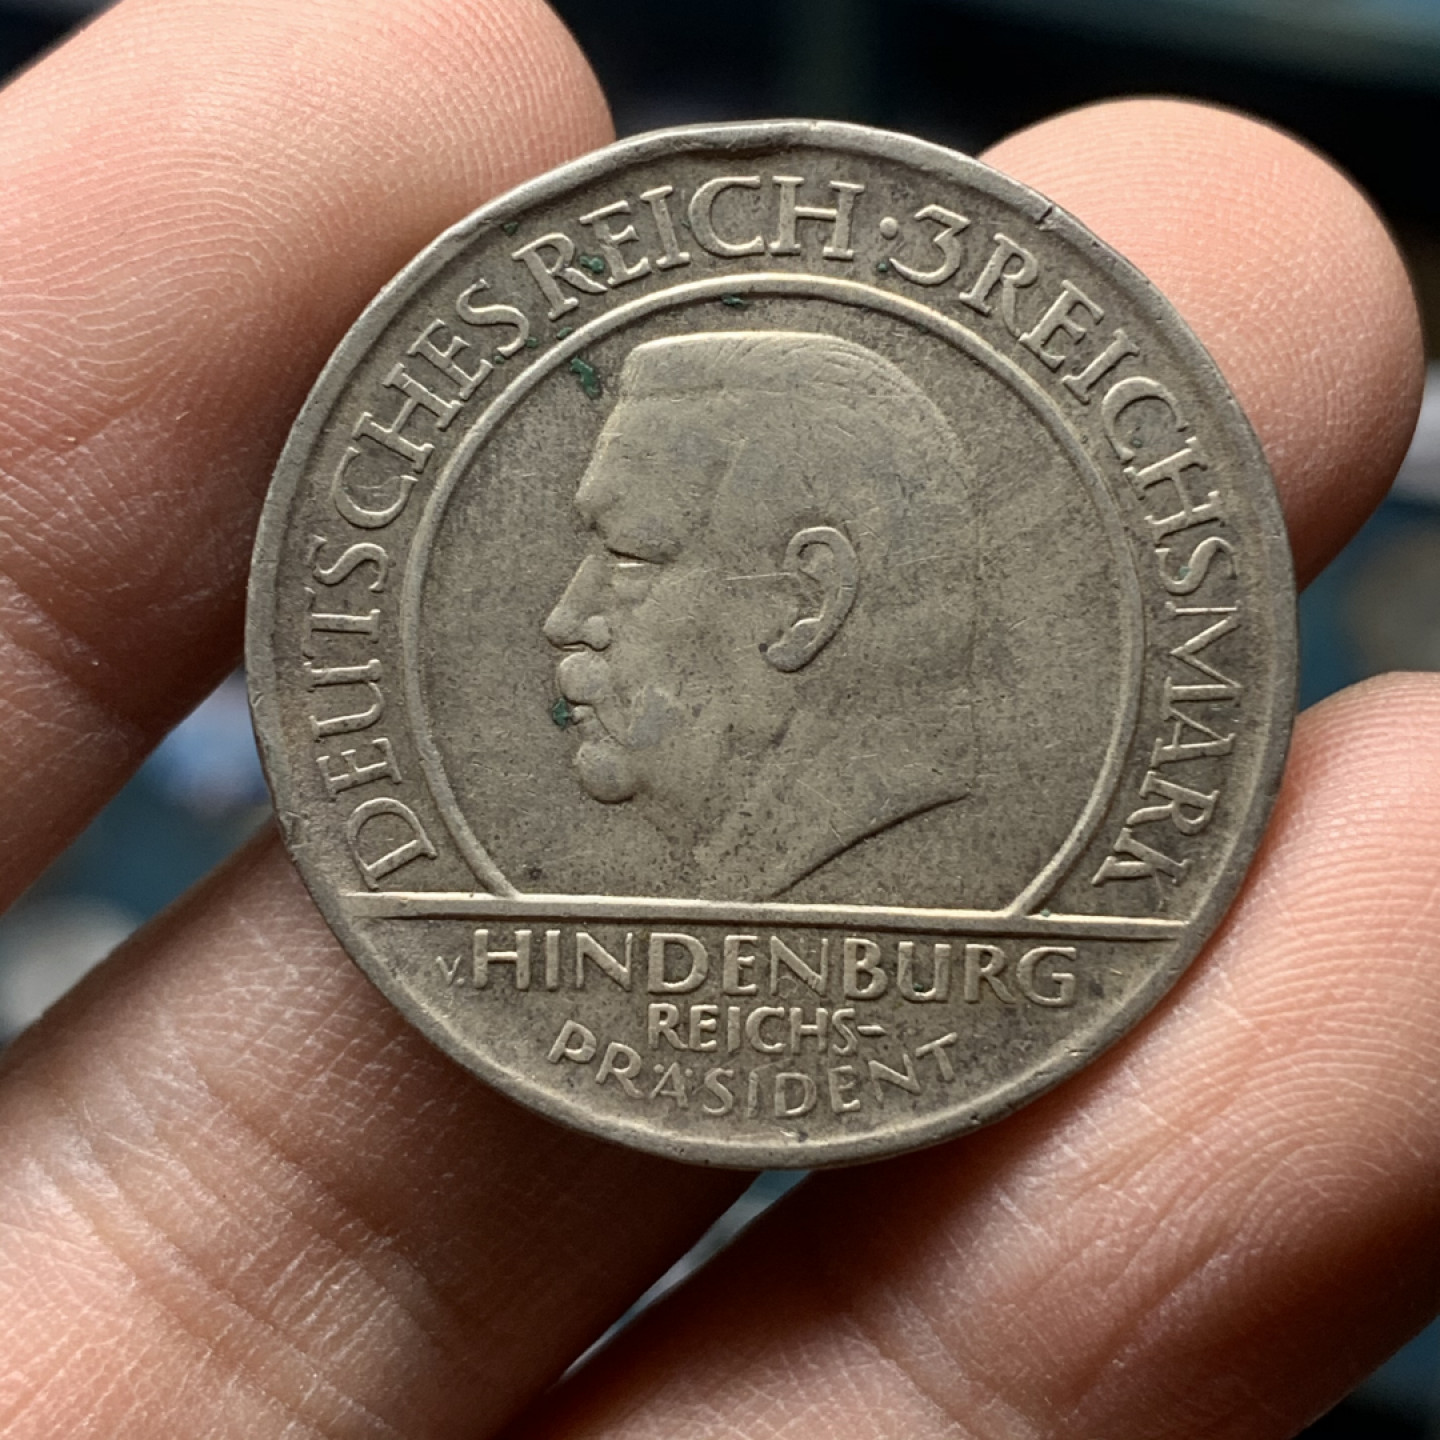 DEUTSCHES REICH · 3 REICHSMARK
v. HINDENBURG
REICHS-
PRÄSIDENT